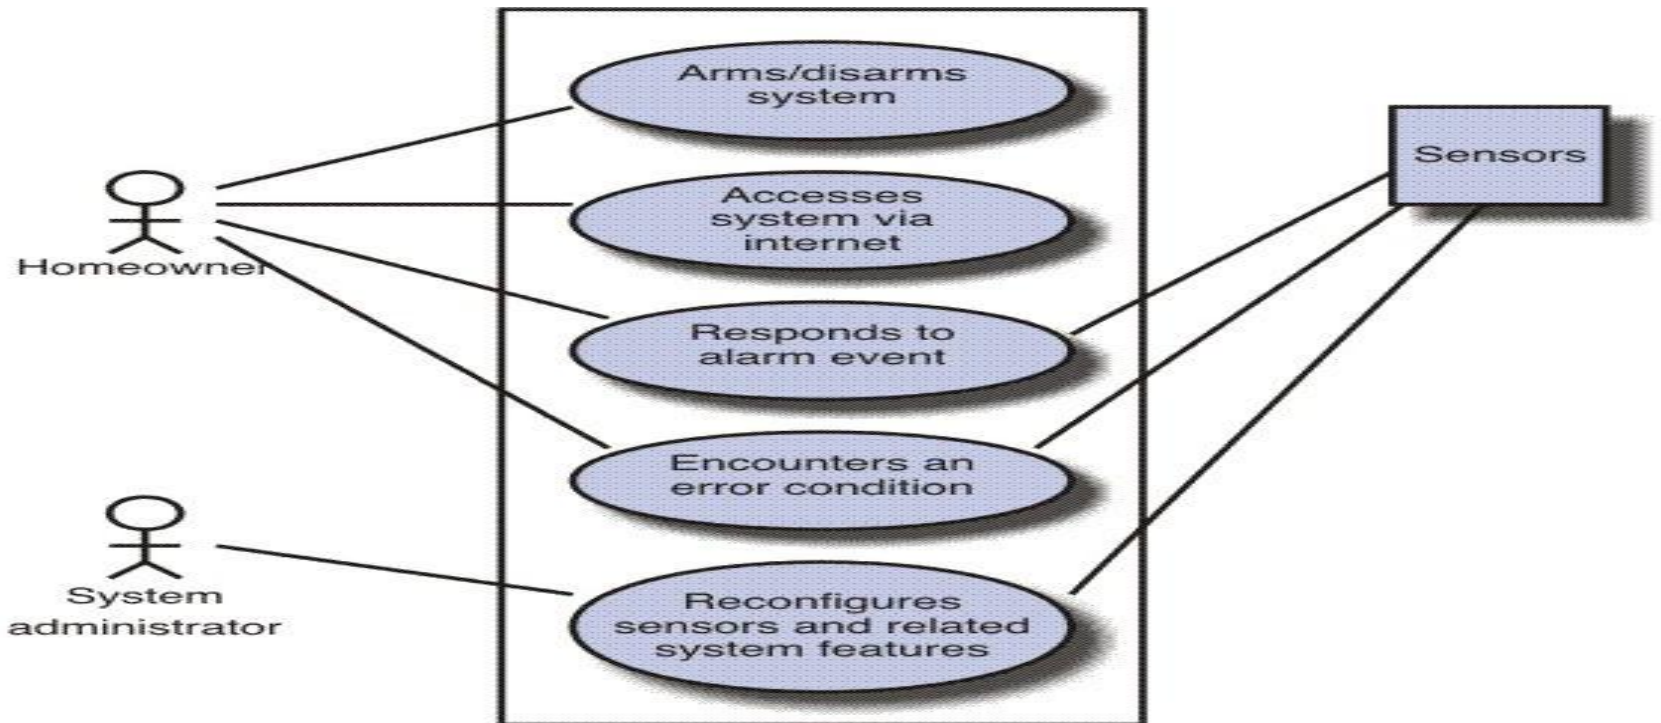 Arms/disarms
system
Sensors
Accesses
system via
internet
Homeowner
Responds to
alarm event
Encounters an
error condition
System
administrator
Reconfigures
sensors and related
system features